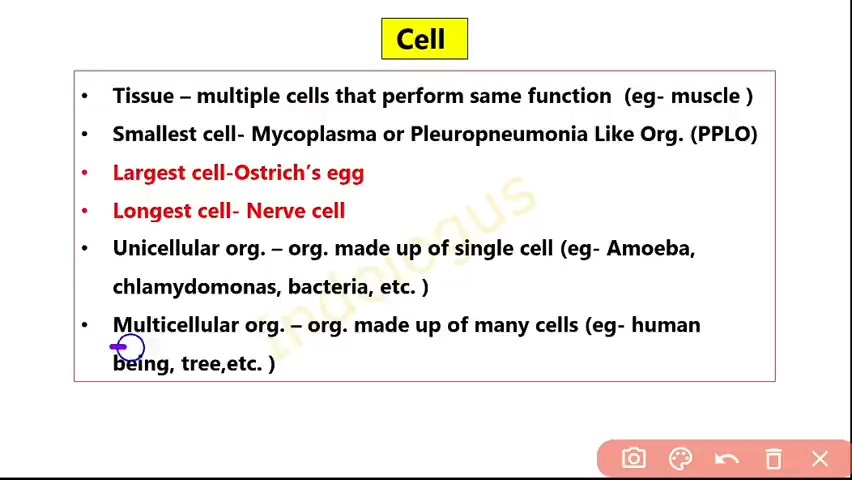 Cell
• Tissue – multiple cells that perform same function (eg- muscle )
• Smallest cell- Mycoplasma or Pleuropneumonia Like Org. (PPLO)
• Largest cell-Ostrich’s egg
• Longest cell- Nerve cell
• Unicellular org. – org. made up of single cell (eg- Amoeba,
chlamydomonas, bacteria, etc. )
• Multicellular org. – org. made up of many cells (eg- human
being, tree,etc. )
Indologus